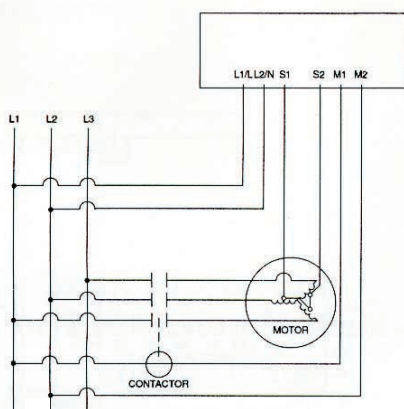 L1/L L2/N S1 S2 M1 M2
L1 L2 L3
MOTOR
CONTACTOR